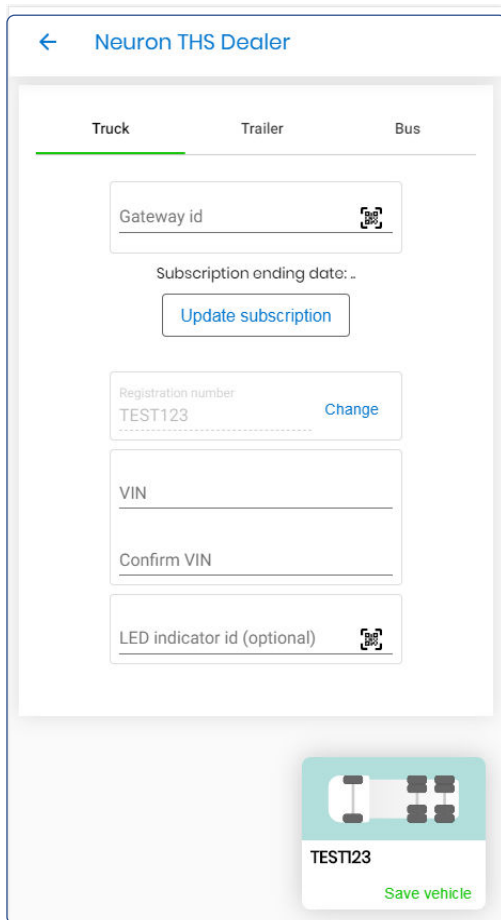 Neuron THS Dealer
Truck Trailer Bus
Gateway id
Subscription ending date: ..
Update subscription
Registration number
TEST123
Change
VIN
Confirm VIN
LED indicator id (optional)
TEST123
Save vehicle